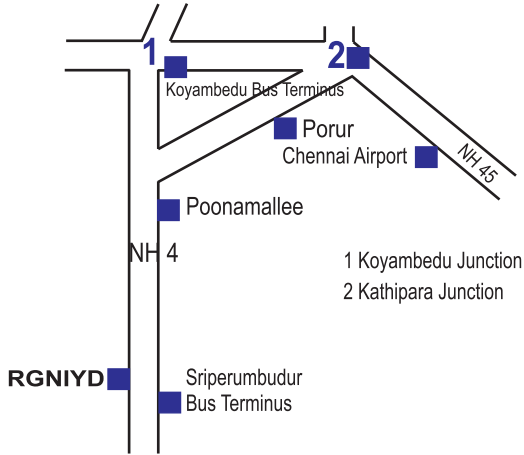 1
2
Koyambedu Bus Terminus
Porur
Chennai Airport
NH 45
Poonamallee
NH 4
1 Koyambedu Junction
2 Kathipara Junction
RGNIYD
Sriperumbudur
Bus Terminus